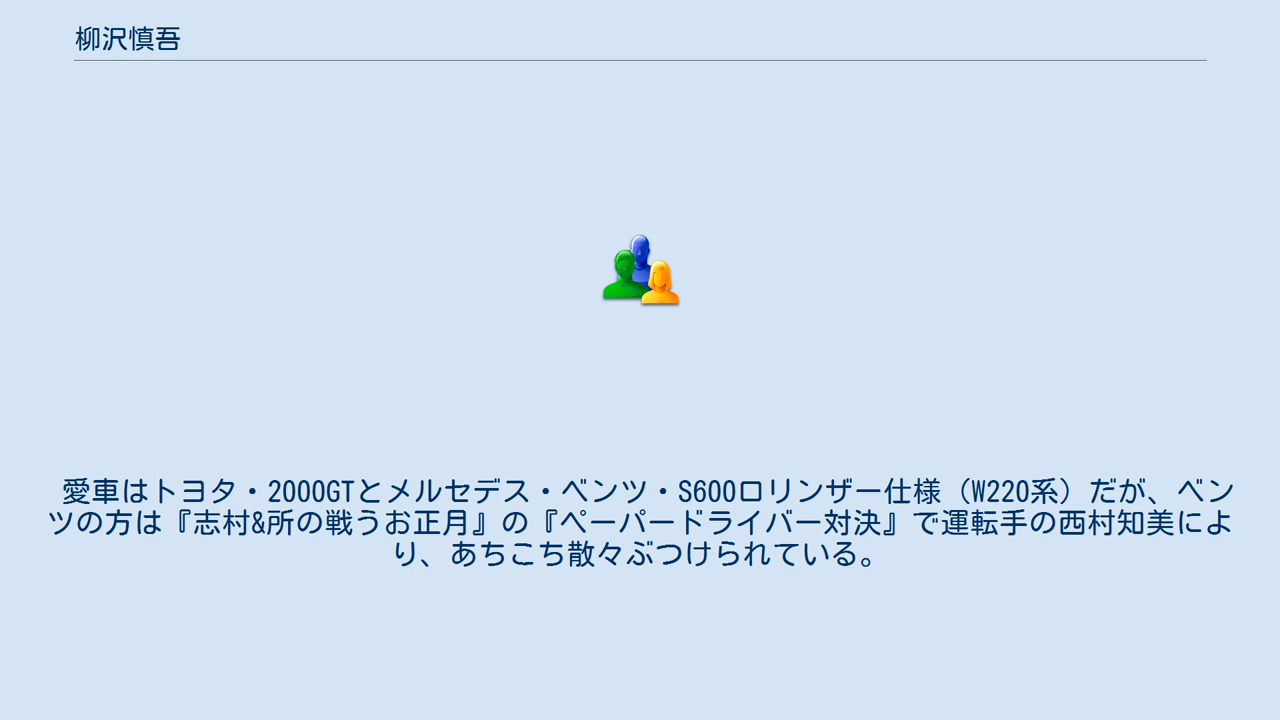 柳沢慎吾
愛車はトヨタ・2000GTとメルセデス・ベンツ・S600ロリンザー仕様（W220系）だが、ベン
ツの方は『志村&所の戦うお正月』の『ペーパードライバー対決』で運転手の西村知美によ
り、あちこち散々ぶつけられている。